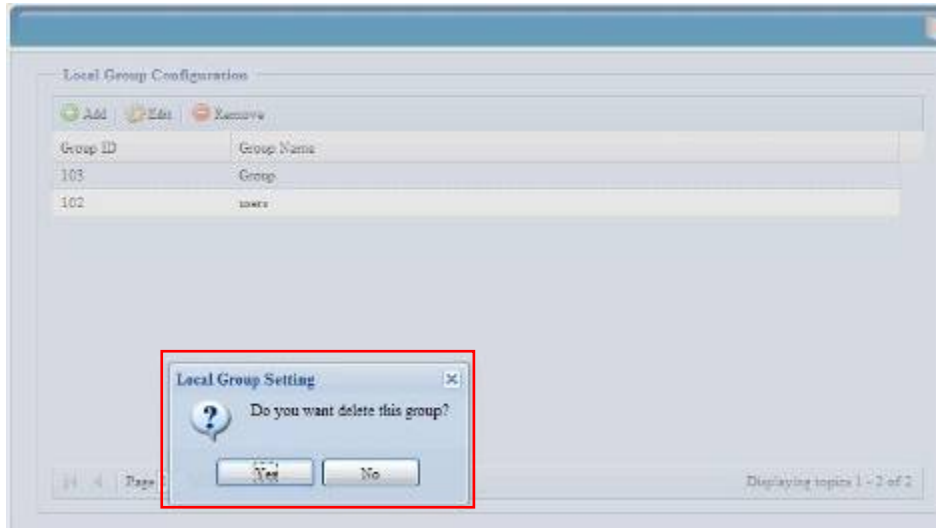 Local Group Configuration
Add Edit Remove
Group ID Group Name
103 Group
102 users
Local Group Setting
Do you want delete this group?
Yes No
Page
Displaying topics 1 - 2 of 2